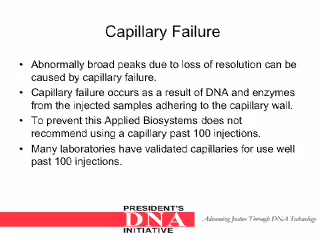 Capillary Failure
• Abnormally broad peaks due to loss of resolution can be
caused by capillary failure.
• Capillary failure occurs as a result of DNA and enzymes
from the injected samples adhering to the capillary wall.
• To prevent this Applied Biosystems does not
recommend using a capillary past 100 injections.
• Many laboratories have validated capillaries for use well
past 100 injections.
PRESIDENT'S
DNA
INITIATIVE
Advancing Justice Through DNA Technology